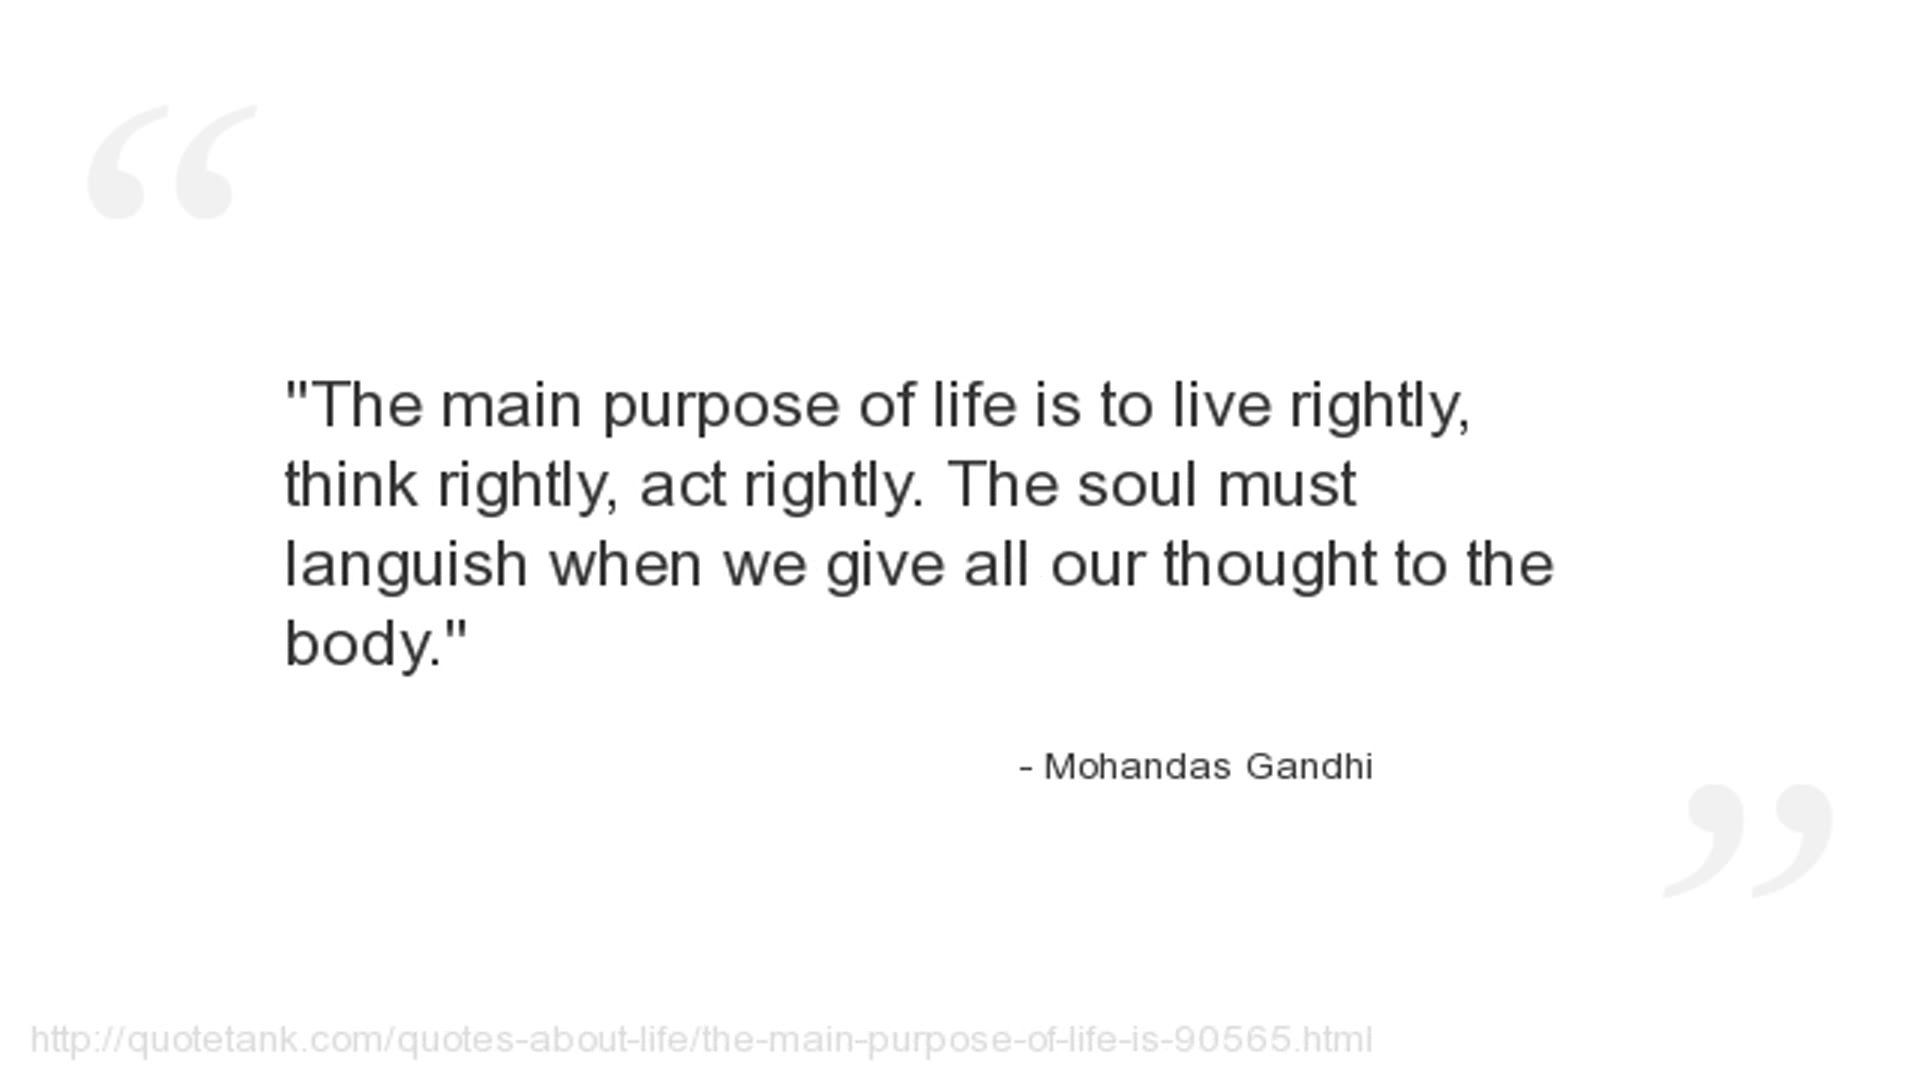 "The main purpose of life is to live rightly,
think rightly, act rightly. The soul must
languish when we give all our thought to the
body."
- Mohandas Gandhi
http://quotetank.com/quotes-about-life/the-main-purpose-of-life-is-90565.html